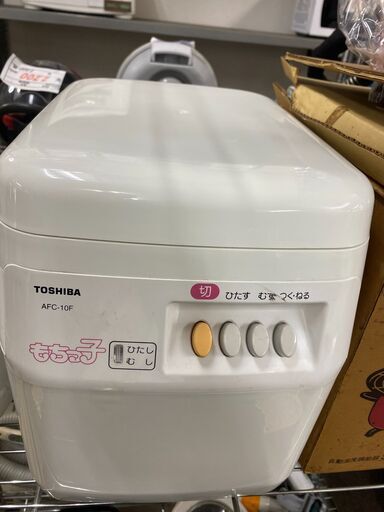 TOSHIBA
AFC-10F
切 ひたす むす つく・ねる
もちっ子
ひたし
むし